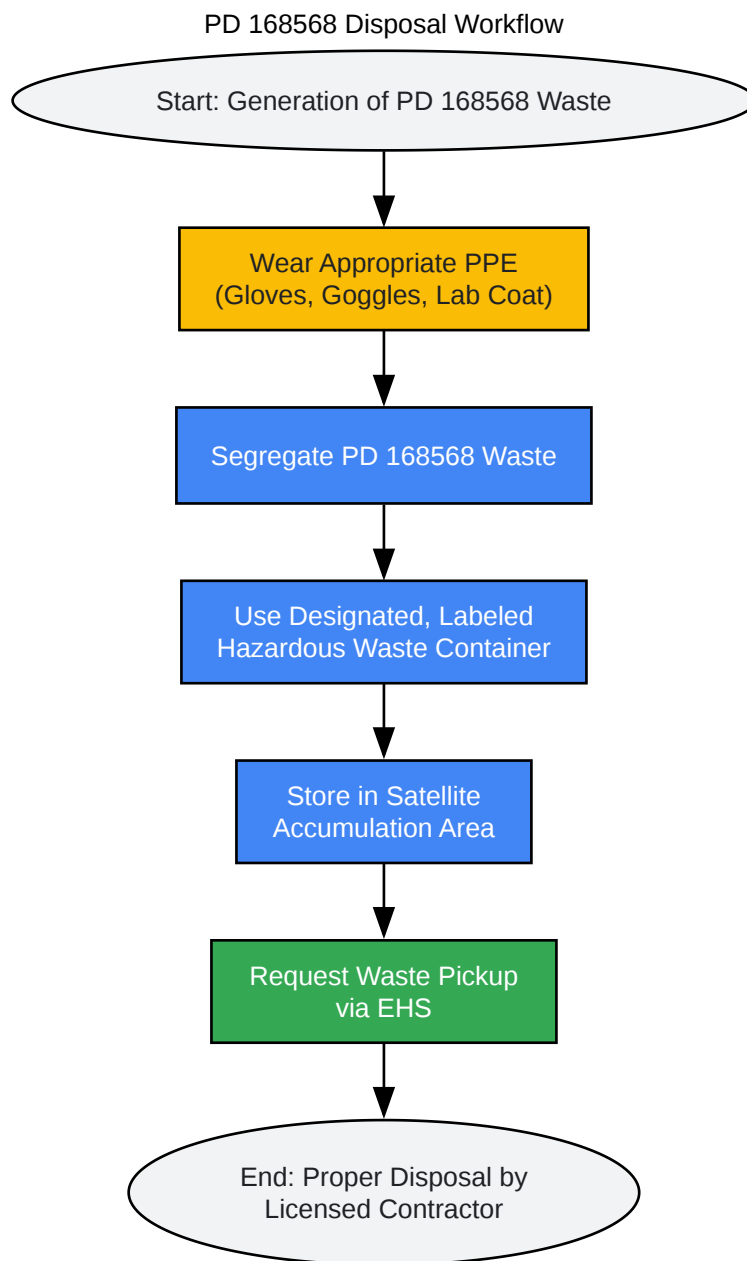 PD 168568 Disposal Workflow
Start: Generation of PD 168568 Waste
Wear Appropriate PPE
(Gloves, Goggles, Lab Coat)
Segregate PD 168568 Waste
Use Designated, Labeled
Hazardous Waste Container
Store in Satellite
Accumulation Area
Request Waste Pickup
via EHS
End: Proper Disposal by
Licensed Contractor